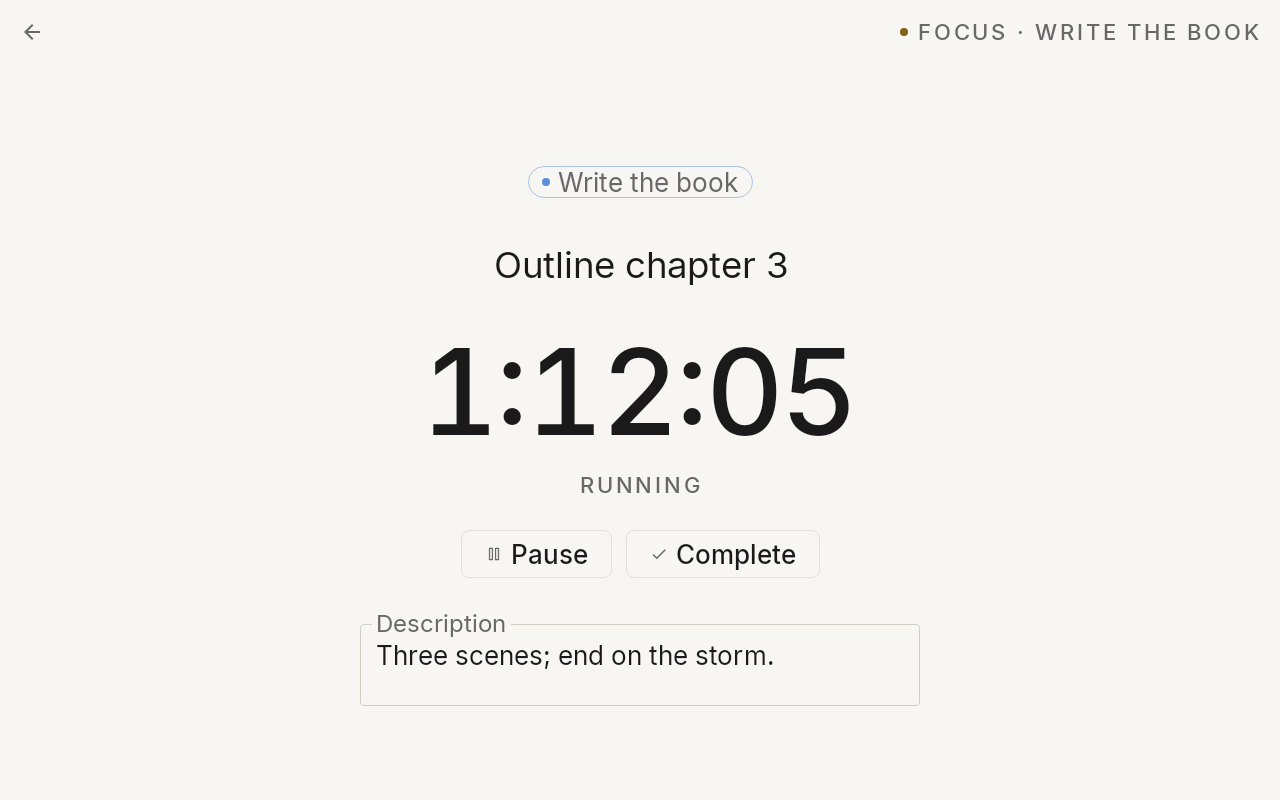 FOCUS · WRITE THE BOOK
Write the book
Outline chapter 3
1:12:05
RUNNING
Pause
Complete
Description
Three scenes; end on the storm.